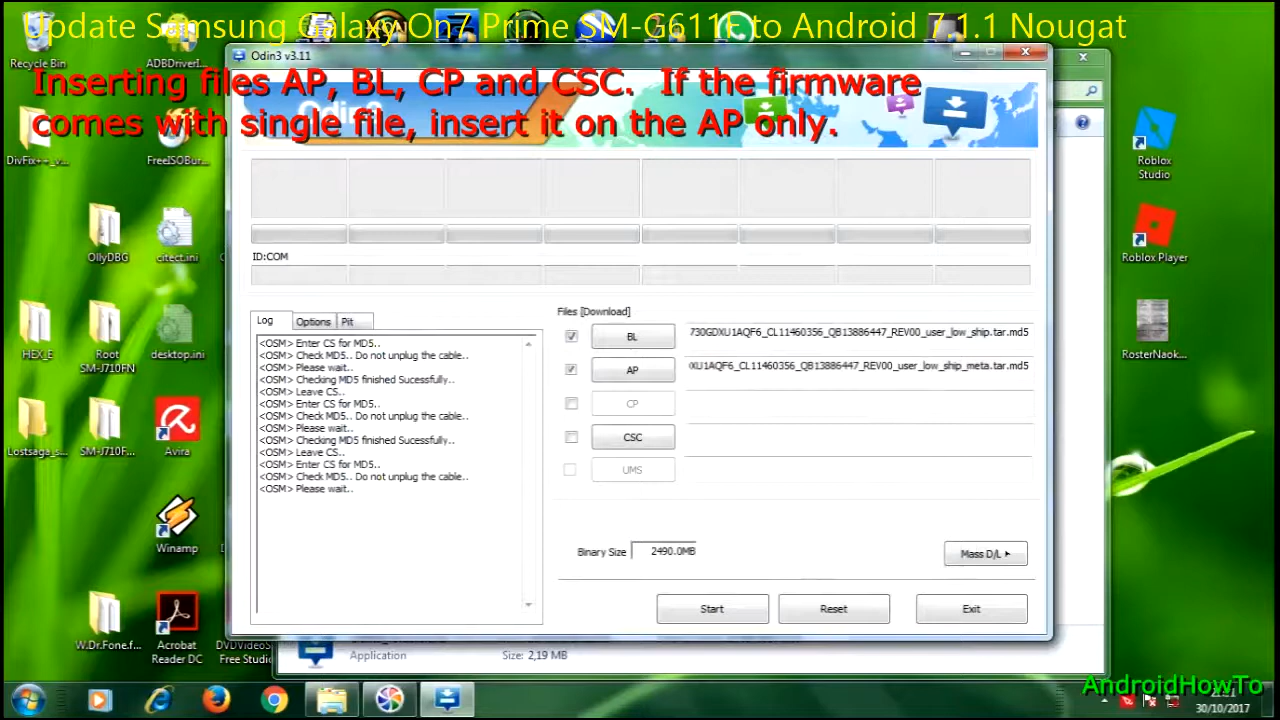 Update Samsung Galaxy On7 Prime SM-G611F to Android 7.1.1 Nougat
Recycle Bin
ADBDriverI...
Odin3 v3.11
Inserting files AP, BL, CP and CSC. If the firmware
comes with single file, insert it on the AP only.
DivFix++_v...
FreeISOBur...
Roblox
Studio
OllyDBG
citect.ini
Roblox Player
ID:COM
HEX_E
Root
SM-J710FN
desktop.ini
RosterNaok...
Log
Options
Pit
<OSM> Enter CS for MD5..
<OSM> Check MD5.. Do not unplug the cable..
<OSM> Please wait..
<OSM> Checking MD5 finished Sucessfully..
<OSM> Leave CS..
<OSM> Enter CS for MD5..
<OSM> Check MD5.. Do not unplug the cable..
<OSM> Please wait..
<OSM> Checking MD5 finished Sucessfully..
<OSM> Leave CS..
<OSM> Enter CS for MD5..
<OSM> Check MD5.. Do not unplug the cable..
<OSM> Please wait..
Files [Download]
BL
730GDXU1AQF6_CL11460356_QB13886447_REV00_user_low_ship.tar.md5
AP
XU1AQF6_CL11460356_QB13886447_REV00_user_low_ship_meta.tar.md5
CP
CSC
UMS
Lostsaga_s...
SM-J710F...
Avira
Winamp
Binary Size
2490.0MB
Mass D/L
Start
Reset
Exit
W.Dr.Fone.f...
Acrobat
Reader DC
DVDVideoS
Free Studio
Application
Size: 2,19 MB
AndroidHowTo
30/10/2017